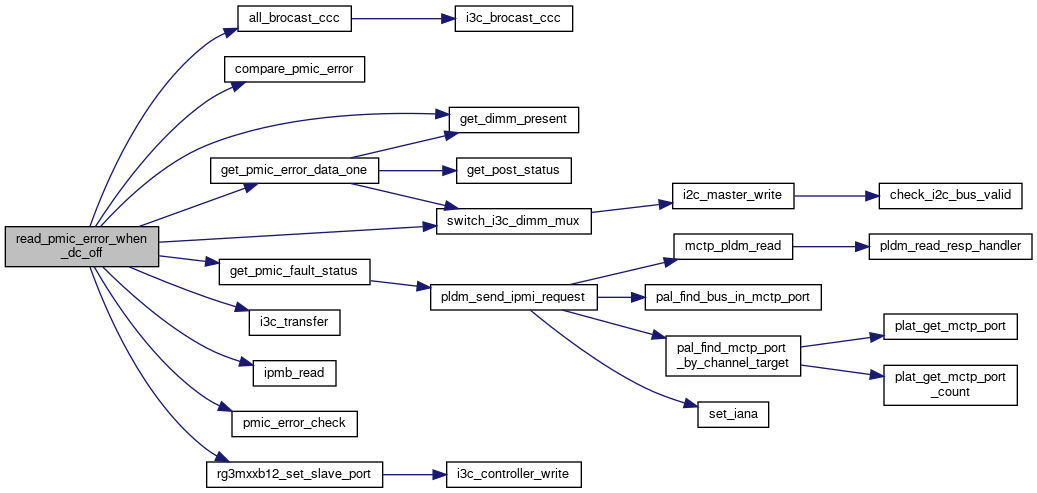 all_brocast_ccc
i3c_brocast_ccc
compare_pmic_error
get_dimm_present
get_pmic_error_data_one
get_post_status
i2c_master_write
check_i2c_bus_valid
switch_i3c_dimm_mux
read_pmic_error_when
_dc_off
mctp_pldm_read
pldm_read_resp_handler
get_pmic_fault_status
pldm_send_ipmi_request
pal_find_bus_in_mctp_port
i3c_transfer
plat_get_mctp_port
pal_find_mctp_port
_by_channel_target
ipmb_read
plat_get_mctp_port
_count
set_iana
pmic_error_check
rg3mxxb12_set_slave_port
i3c_controller_write